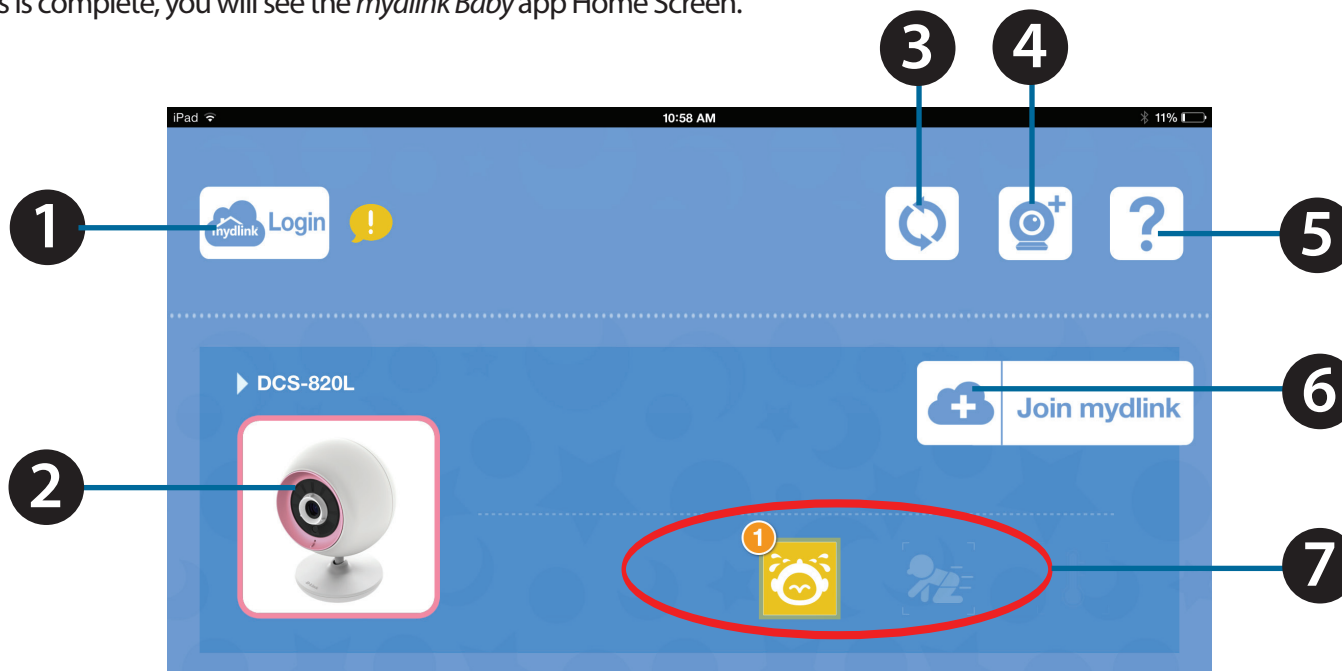 s is complete, you will see the mydlink Baby app Home Screen.
3 4
iPad 10:58 AM 11%
1 mydlink Login ! ? 5
DCS-820L
+ Join mydlink 6
2
1
7